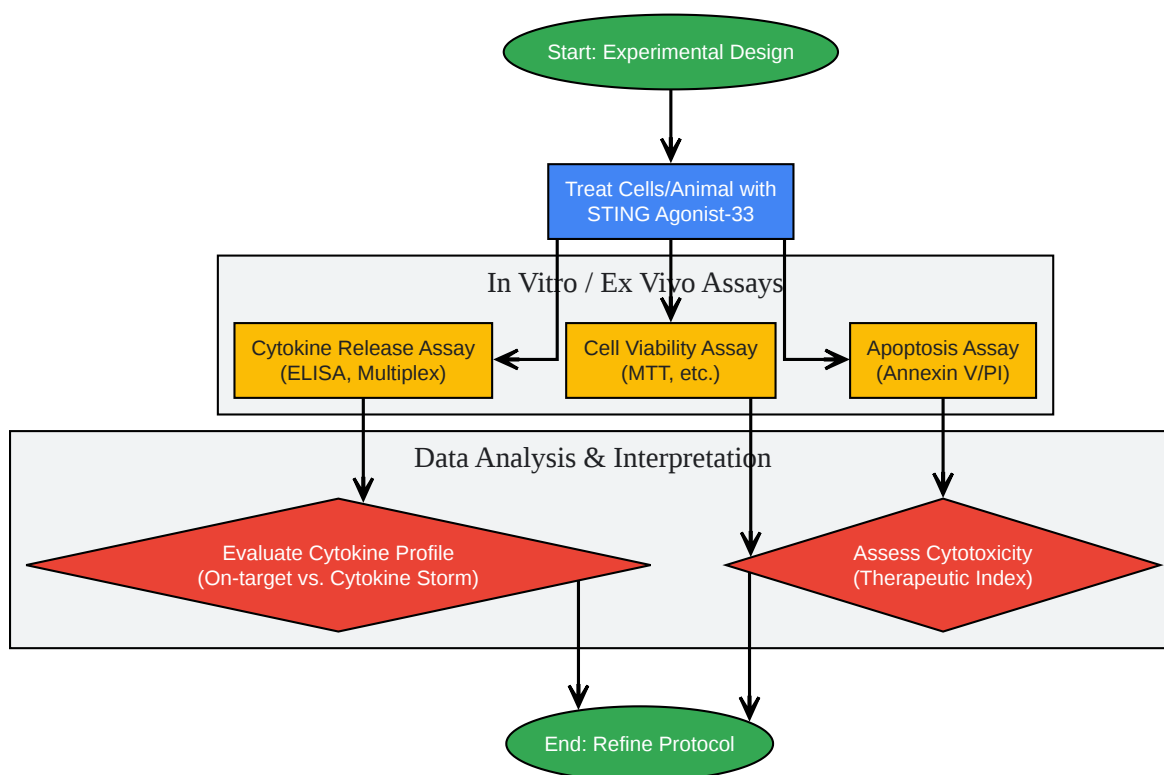 Start: Experimental Design
Treat Cells/Animal with
STING Agonist-33
In Vitro / Ex Vivo Assays
Cytokine Release Assay
(ELISA, Multiplex)
Cell Viability Assay
(MTT, etc.)
Apoptosis Assay
(Annexin V/PI)
Data Analysis & Interpretation
Evaluate Cytokine Profile
(On-target vs. Cytokine Storm)
Assess Cytotoxicity
(Therapeutic Index)
End: Refine Protocol